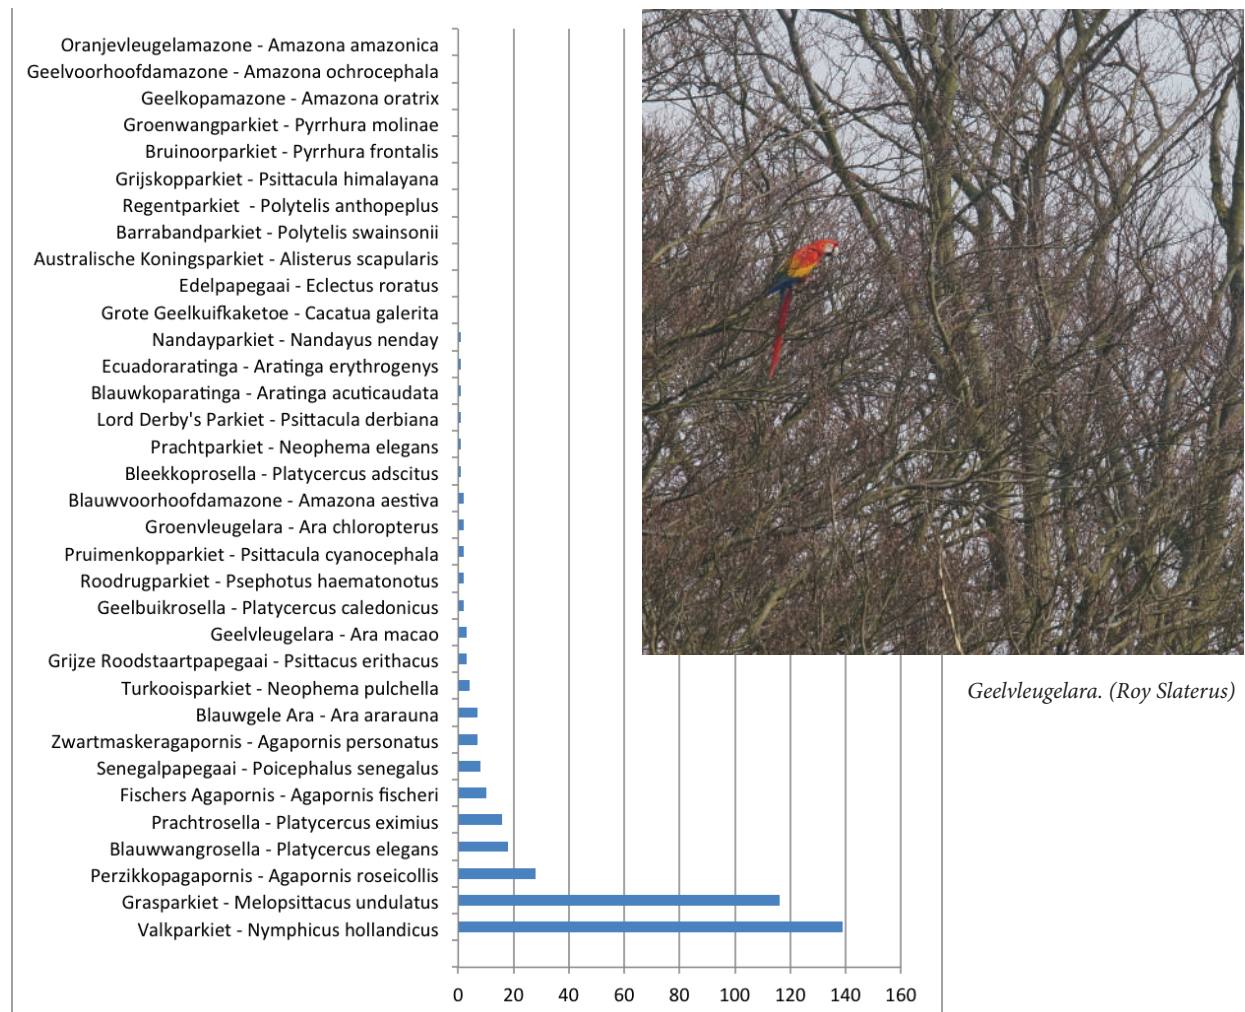 Oranjevleugelamazone - Amazona amazonica
Geelvoorhoofdamazone - Amazona ochrocephala
Geelkopamazone - Amazona oratrix
Groenwangparkiet - Pyrrhura molinae
Bruinoorparkiet - Pyrrhura frontalis
Grijskopparkiet - Psittacula himalayana
Regentparkiet - Polytelis anthopeplus
Barrabandparkiet - Polytelis swainsonii
Australische Koningsparkiet - Alisterus scapularis
Edelpapegaai - Eclectus roratus
Grote Geelkuifkaketoe - Cacatua galerita
Nandayparkiet - Nandayus nenday
Ecuadoraratinga - Aratinga erythrogenys
Blauwkoparatinga - Aratinga acuticaudata
Lord Derby's Parkiet - Psittacula derbiana
Prachtparkiet - Neophema elegans
Bleekkoprosella - Platycercus adscitus
Blauwvoorhoofdamazone - Amazona aestiva
Groenvleugelara - Ara chloropterus
Pruimenkopparkiet - Psittacula cyanocephala
Roodrugparkiet - Psephotus haematonotus
Geelbuikrosella - Platycercus caledonicus
Geelvleugelara - Ara macao
Grijze Roodstaartpapegaai - Psittacus erithacus
Turkooisparkiet - Neophema pulchella
Blauwgele Ara - Ara ararauna
Zwartmaskeragapornis - Agapornis personatus
Senegalpapegaai - Poicephalus senegalus
Fischers Agapornis - Agapornis fischeri
Prachtrosella - Platycercus eximius
Blauwwangrosella - Platycercus elegans
Perzikkopagapornis - Agapornis roseicollis
Grasparkiet - Melopsittacus undulatus
Valkparkiet - Nymphicus hollandicus
0 20 40 60 80 100 120 140 160
Geelvleugelara. (Roy Slaterus)